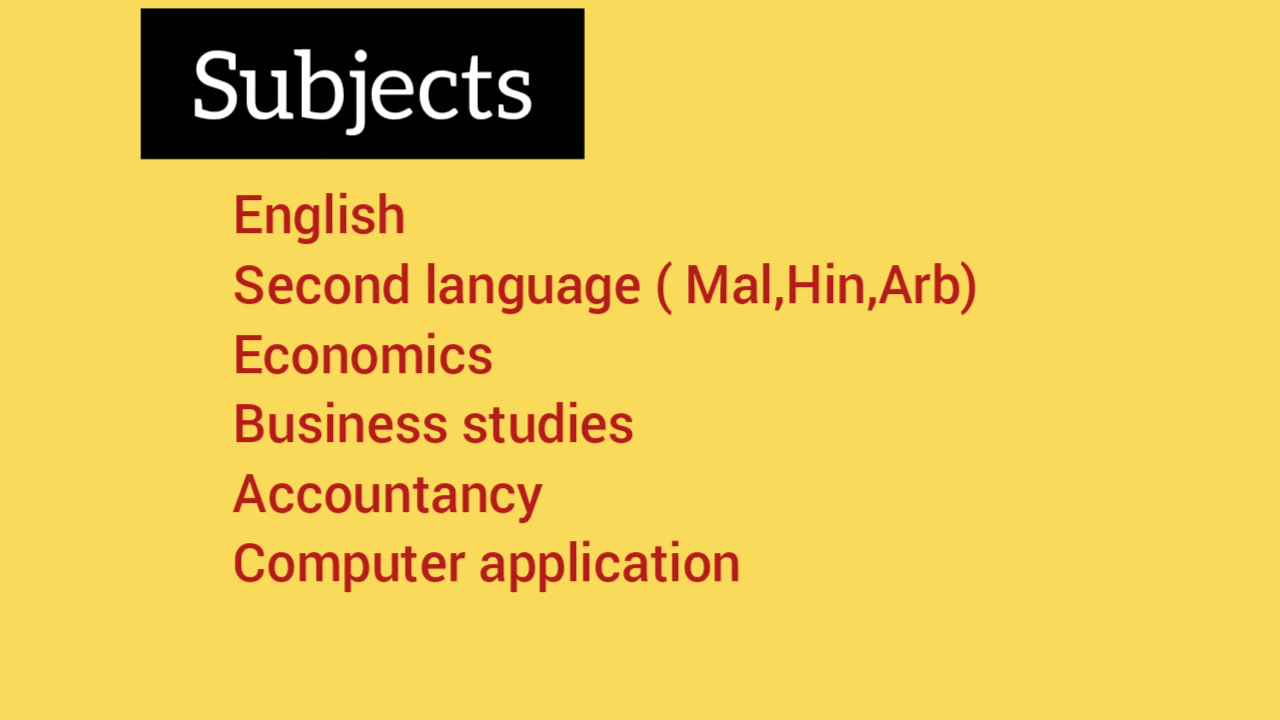 Subjects
English
Second language ( Mal,Hin,Arb)
Economics
Business studies
Accountancy
Computer application